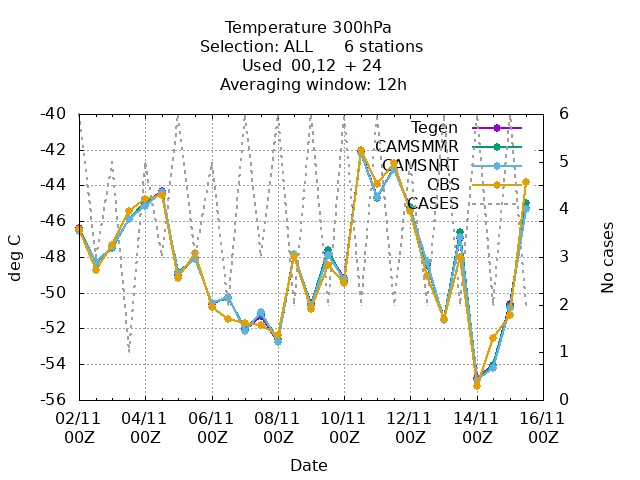 Temperature 300hPa
Selection: ALL 6 stations
Used 00,12 + 24
Averaging window: 12h
-40
-42
-44
-46
-48
-50
-52
-54
-56
6
5
4
3
2
1
0
Tegen
CAMSMMR
CAMSNRT
OBS
CASES
deg C
No cases
02/11 04/11 06/11 08/11 10/11 12/11 14/11 16/11
00Z 00Z 00Z 00Z 00Z 00Z 00Z 00Z
Date